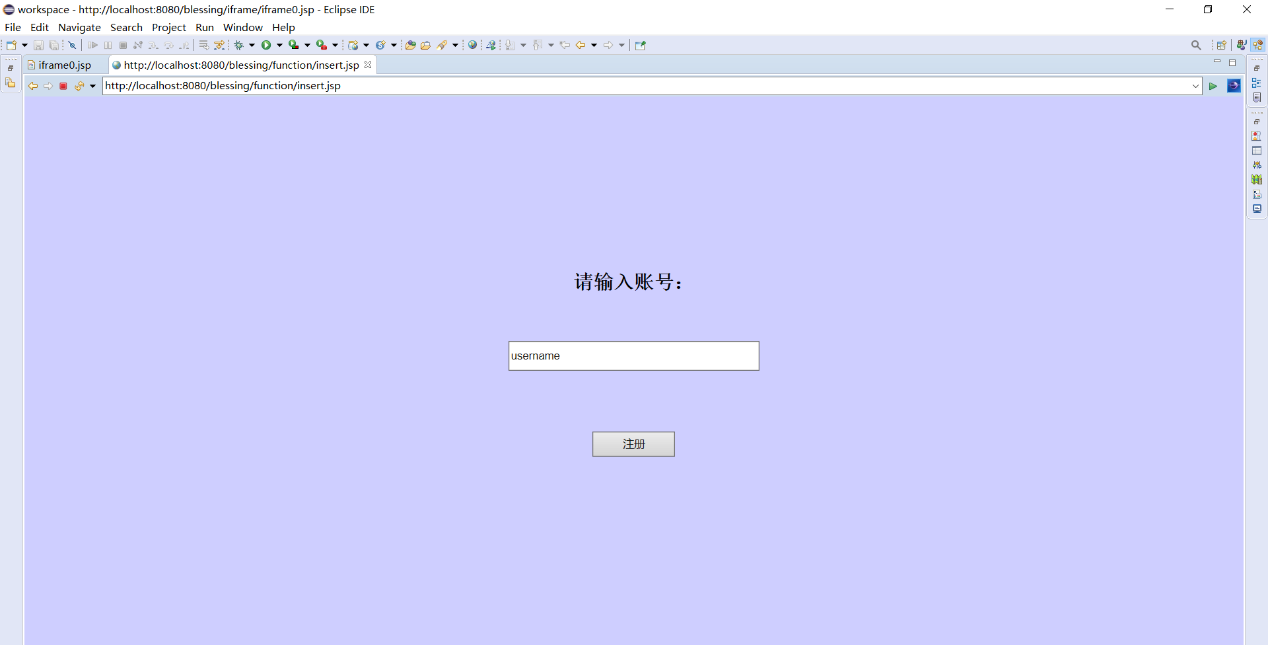 workspace - http://localhost:8080/blessing/iframe/iframe0.jsp - Eclipse IDE
File Edit Navigate Search Project Run Window Help
iframe0.jsp http://localhost:8080/blessing/function/insert.jsp
http://localhost:8080/blessing/function/insert.jsp
请输入账号：
username
注册